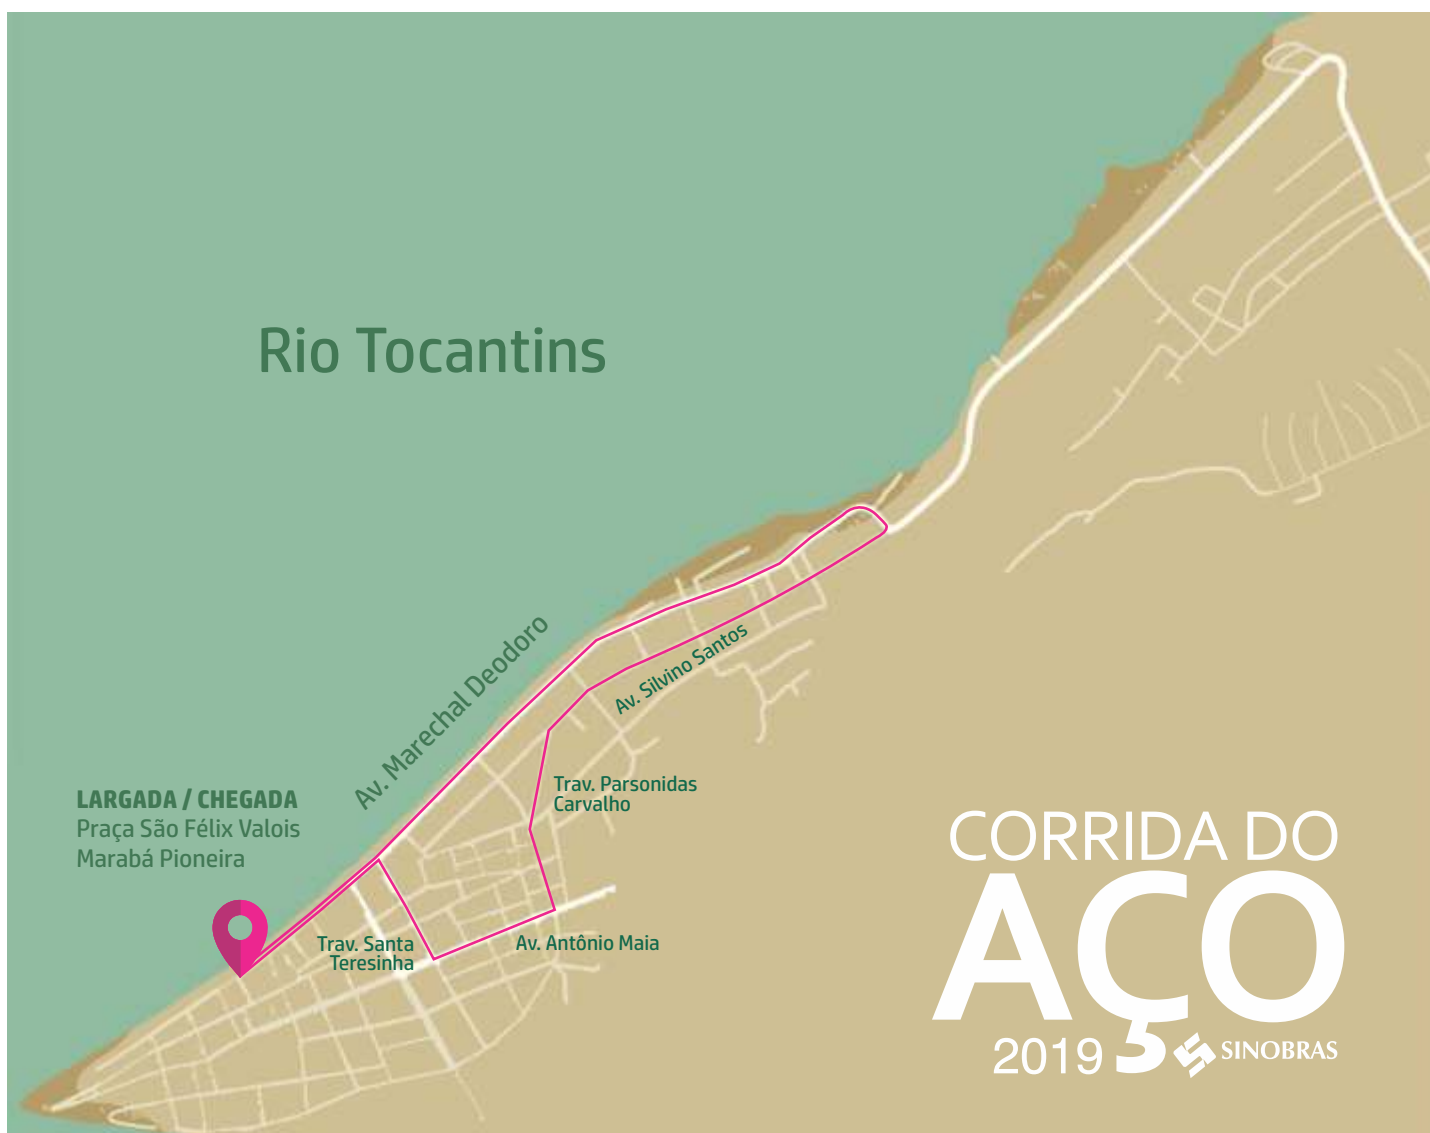 Rio Tocantins
Av. Marechal Deodoro
Av. Silvino Santos
Trav. Parsonidas
Carvalho
LARGADA / CHEGADA
Praça São Félix Valois
Marabá Pioneira
Trav. Santa
Teresinha
Av. Antônio Maia
CORRIDA DO
AÇO
2019
SINOBRAS